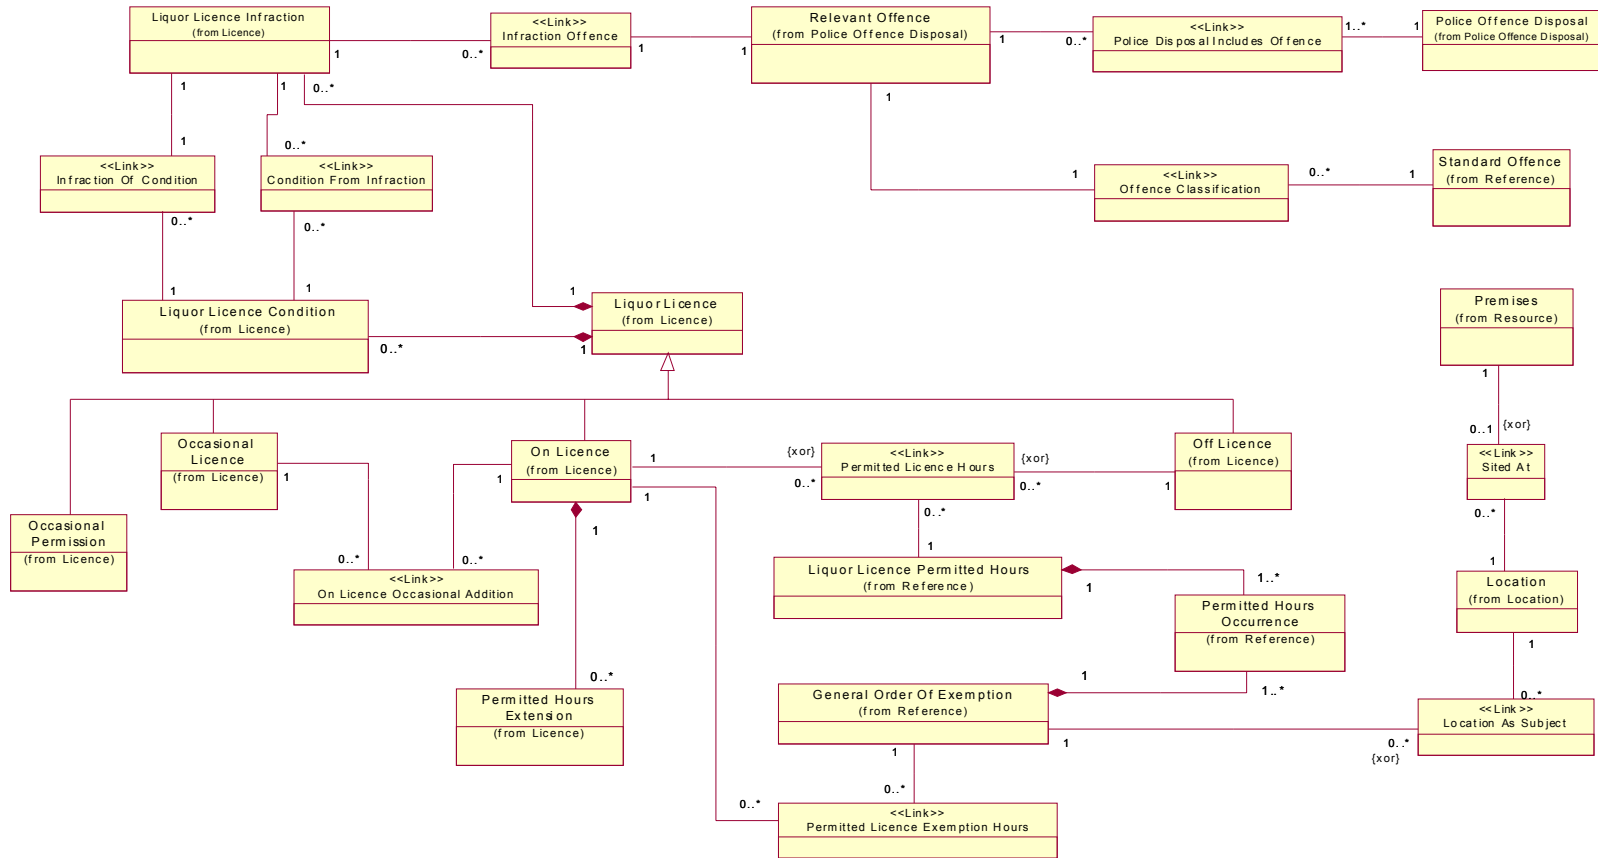 Liquor Licence Infraction
(from Licence)
<<Link>>
Infraction Offence
Relevant Offence
(from Police Offence Disposal)
<<Link>>
Police Disposal Includes Offence
Police Offence Disposal
(from Police Offence Disposal)
1
0..*
1
1
1
0..*
1..*
1
1
1
0..*
1
1
0..*
<<Link>>
Infraction Of Condition
<<Link>>
Condition From Infraction
<<Link>>
Offence Classification
Standard Offence
(from Reference)
1
0..*
1
0..*
0..*
1
1
Liquor Licence Condition
(from Licence)
1
Liquor Licence
(from Licence)
0..*
1
Premises
(from Resource)
1
0..1
{xor}
Occasional
Licence
(from Licence)
1
On Licence
(from Licence)
1
1
1
{xor}
0..*
<<Link>>
Permitted Licence Hours
{xor}
0..*
1
Off Licence
(from Licence)
<<Link>>
Sited At
0..*
1
Occasional
Permission
(from Licence)
0..*
0..*
<<Link>>
On Licence Occasional Addition
1
0..*
1
Liquor Licence Permitted Hours
(from Reference)
1
1..*
Permitted Hours
Occurrence
(from Reference)
Location
(from Location)
1
0..*
0..*
Permitted Hours
Extension
(from Licence)
General Order Of Exemption
(from Reference)
1
1..*
1
1
0..*
{xor}
<<Link>>
Location As Subject
0..*
0..*
<<Link>>
Permitted Licence Exemption Hours